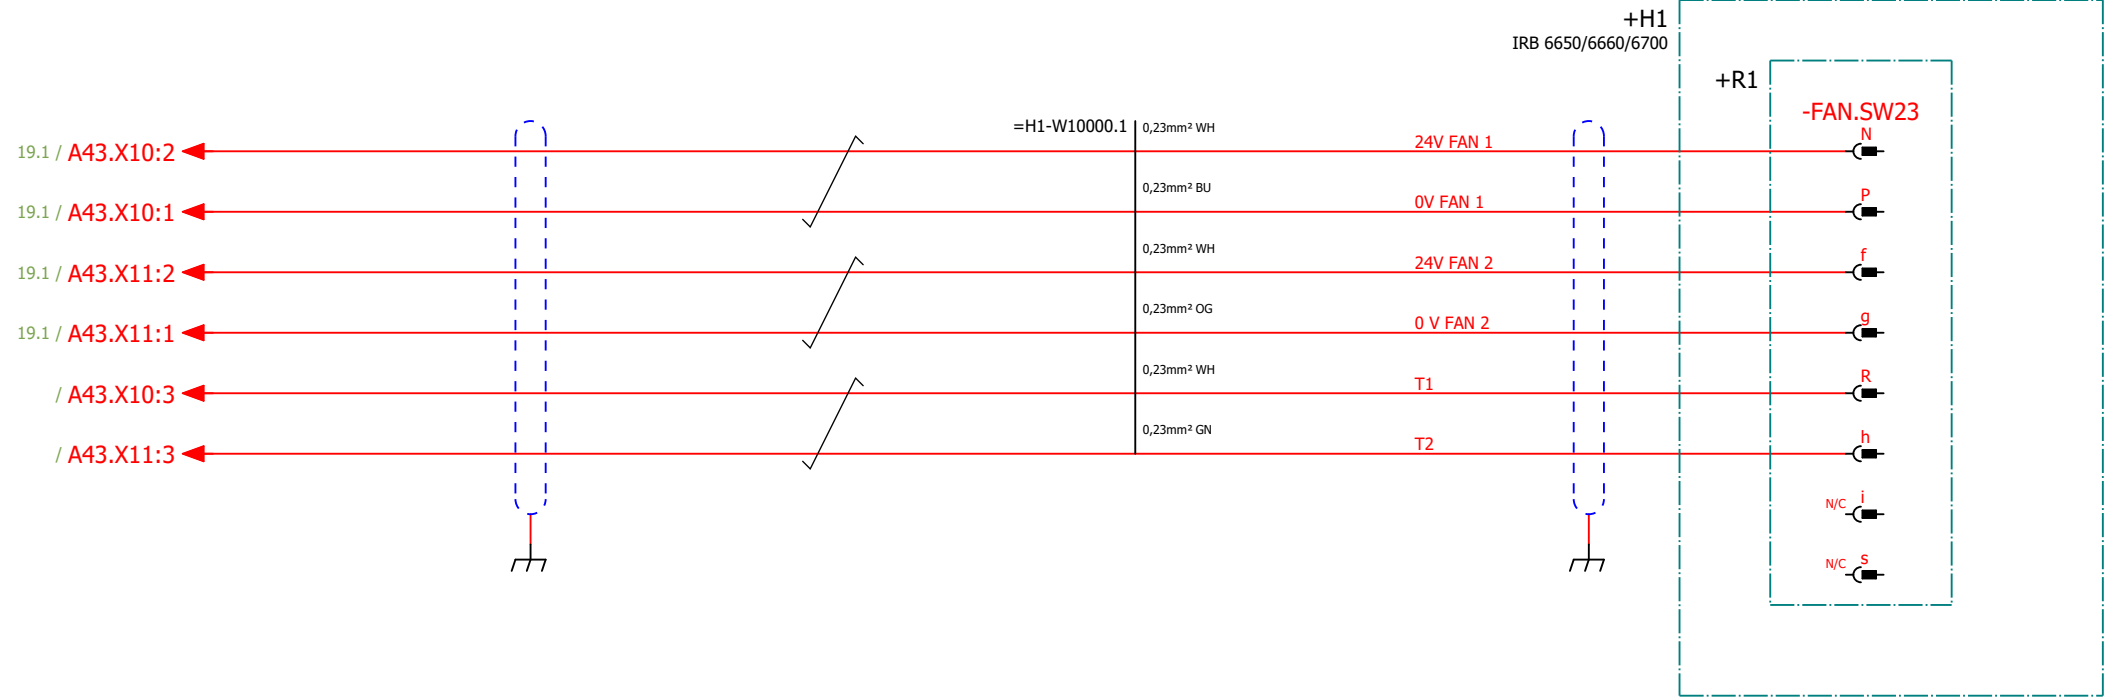 +H1
IRB 6650/6660/6700
+R1
-FAN.SW23
=H1-W10000.1
19.1 / A43.X10:2 0,23mm² WH 24V FAN 1 N
19.1 / A43.X10:1 0,23mm² BU 0V FAN 1 P
19.1 / A43.X11:2 0,23mm² WH 24V FAN 2 f
19.1 / A43.X11:1 0,23mm² OG 0 V FAN 2 g
/ A43.X10:3 0,23mm² WH T1 R
/ A43.X11:3 0,23mm² GN T2 h
N/C i
N/C s